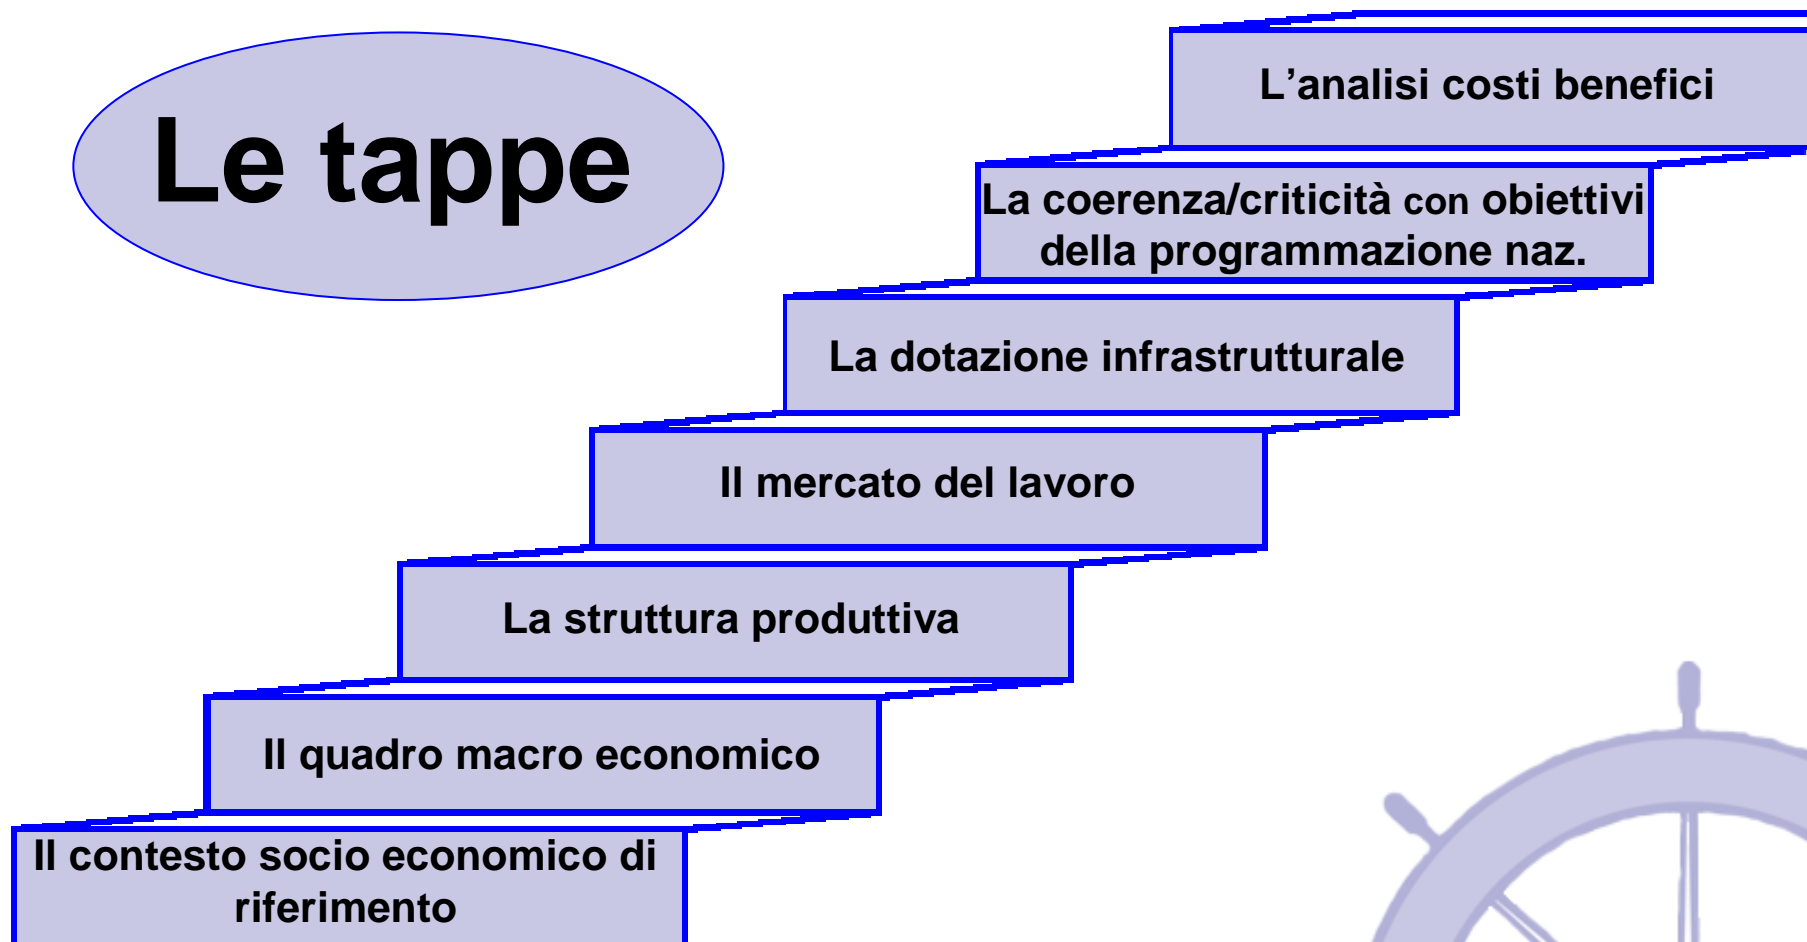 Le tappe
L’analisi costi benefici
La coerenza/criticità con obiettivi
della programmazione naz.
La dotazione infrastrutturale
Il mercato del lavoro
La struttura produttiva
Il quadro macro economico
Il contesto socio economico di
riferimento